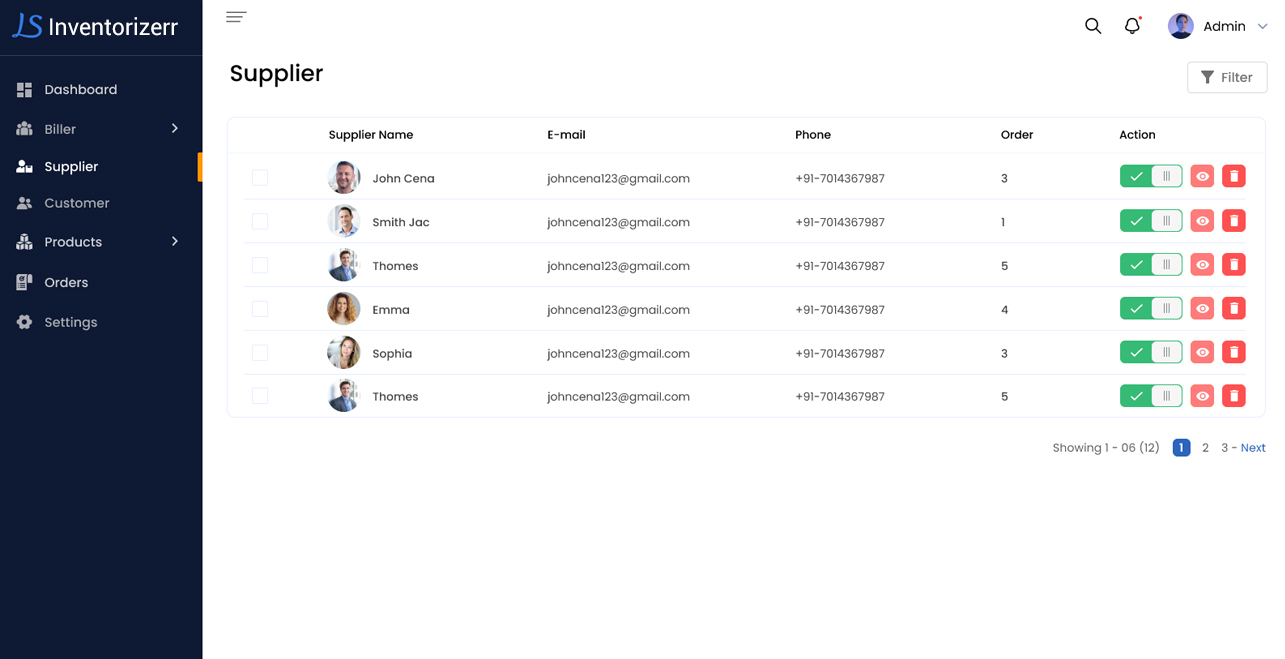 LS Inventorizerr
Admin
Supplier
Filter
Dashboard
Biller
Supplier
Customer
Products
Orders
Settings
Supplier Name E-mail Phone Order Action
John Cena johncena123@gmail.com +91-7014367987 3
Smith Jac johncena123@gmail.com +91-7014367987 1
Thomes johncena123@gmail.com +91-7014367987 5
Emma johncena123@gmail.com +91-7014367987 4
Sophia johncena123@gmail.com +91-7014367987 3
Thomes johncena123@gmail.com +91-7014367987 5
Showing 1 - 06 (12) 1 2 3 - Next